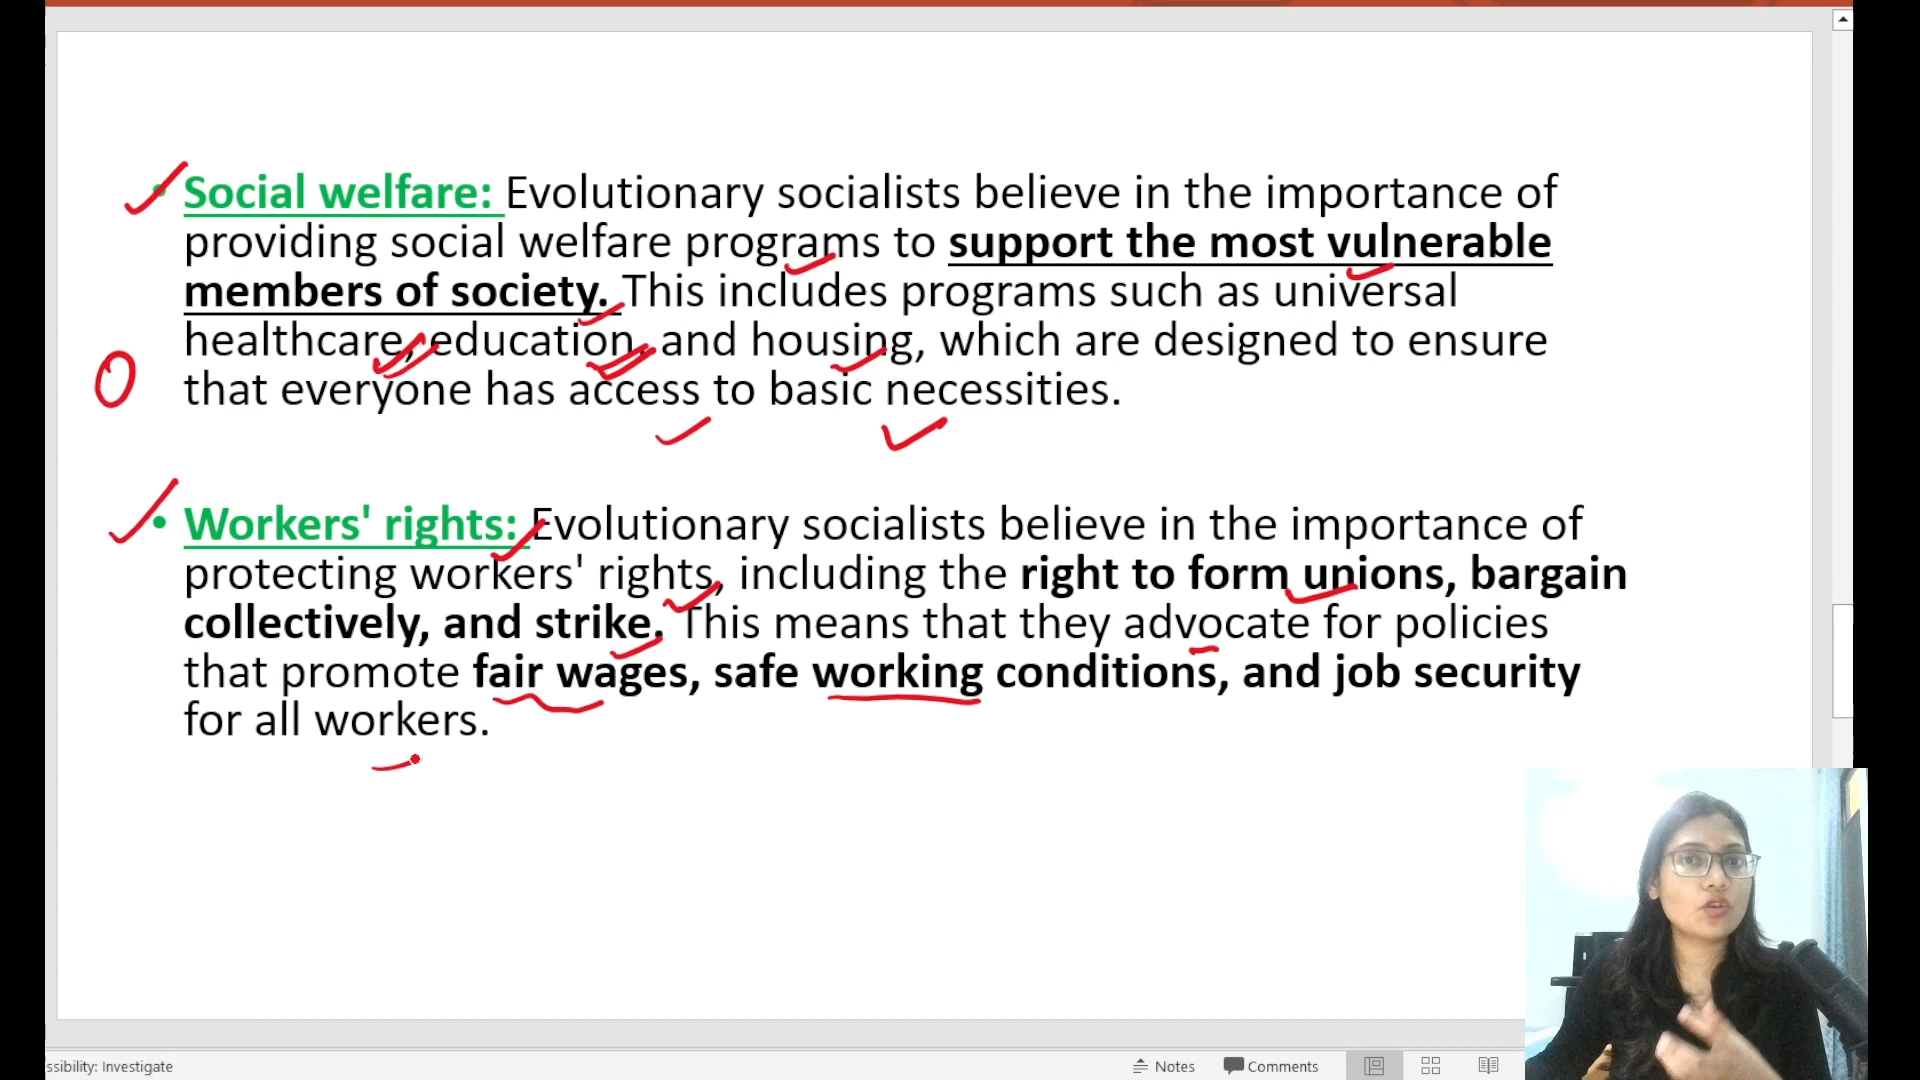 • Social welfare: Evolutionary socialists believe in the importance of
providing social welfare programs to support the most vulnerable
members of society. This includes programs such as universal
healthcare, education, and housing, which are designed to ensure
that everyone has access to basic necessities.
• Workers' rights: Evolutionary socialists believe in the importance of
protecting workers' rights, including the right to form unions, bargain
collectively, and strike. This means that they advocate for policies
that promote fair wages, safe working conditions, and job security
for all workers.
ssibility: Investigate
Notes
Comments